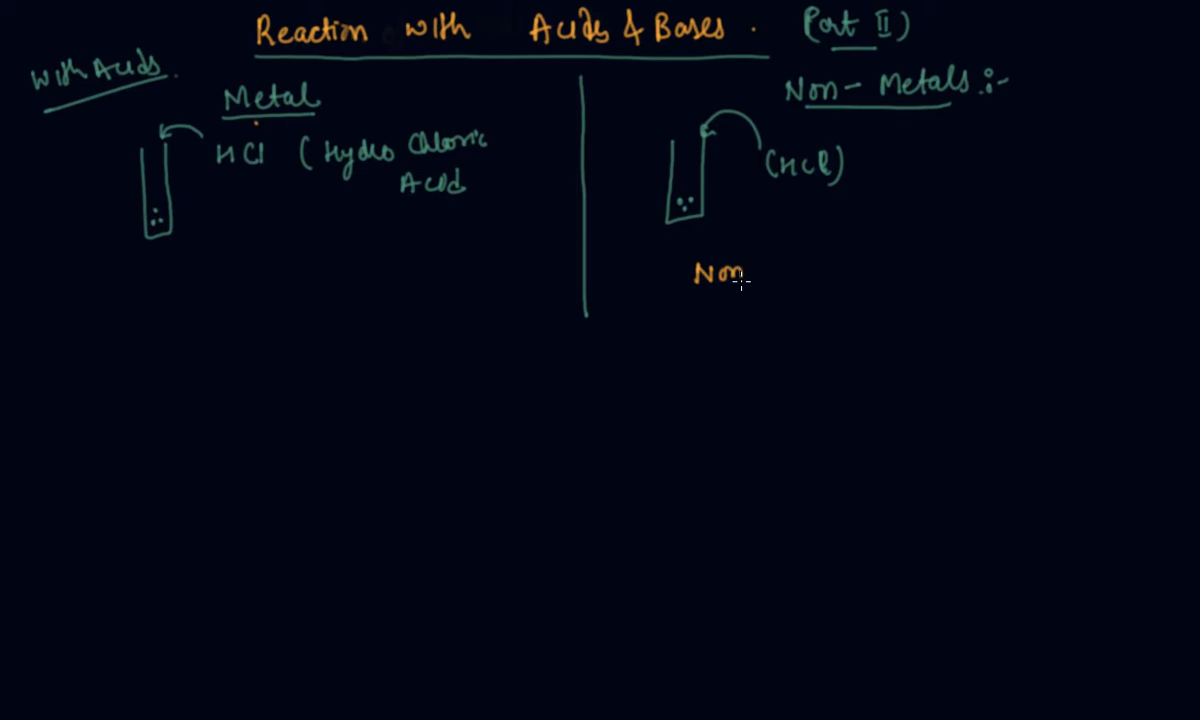 Reaction with Acids & Bases. (Part II)
With Acids.
Metal
HCl (Hydro Chloric
Acid
Non-Metals:-
(HCl)
Non